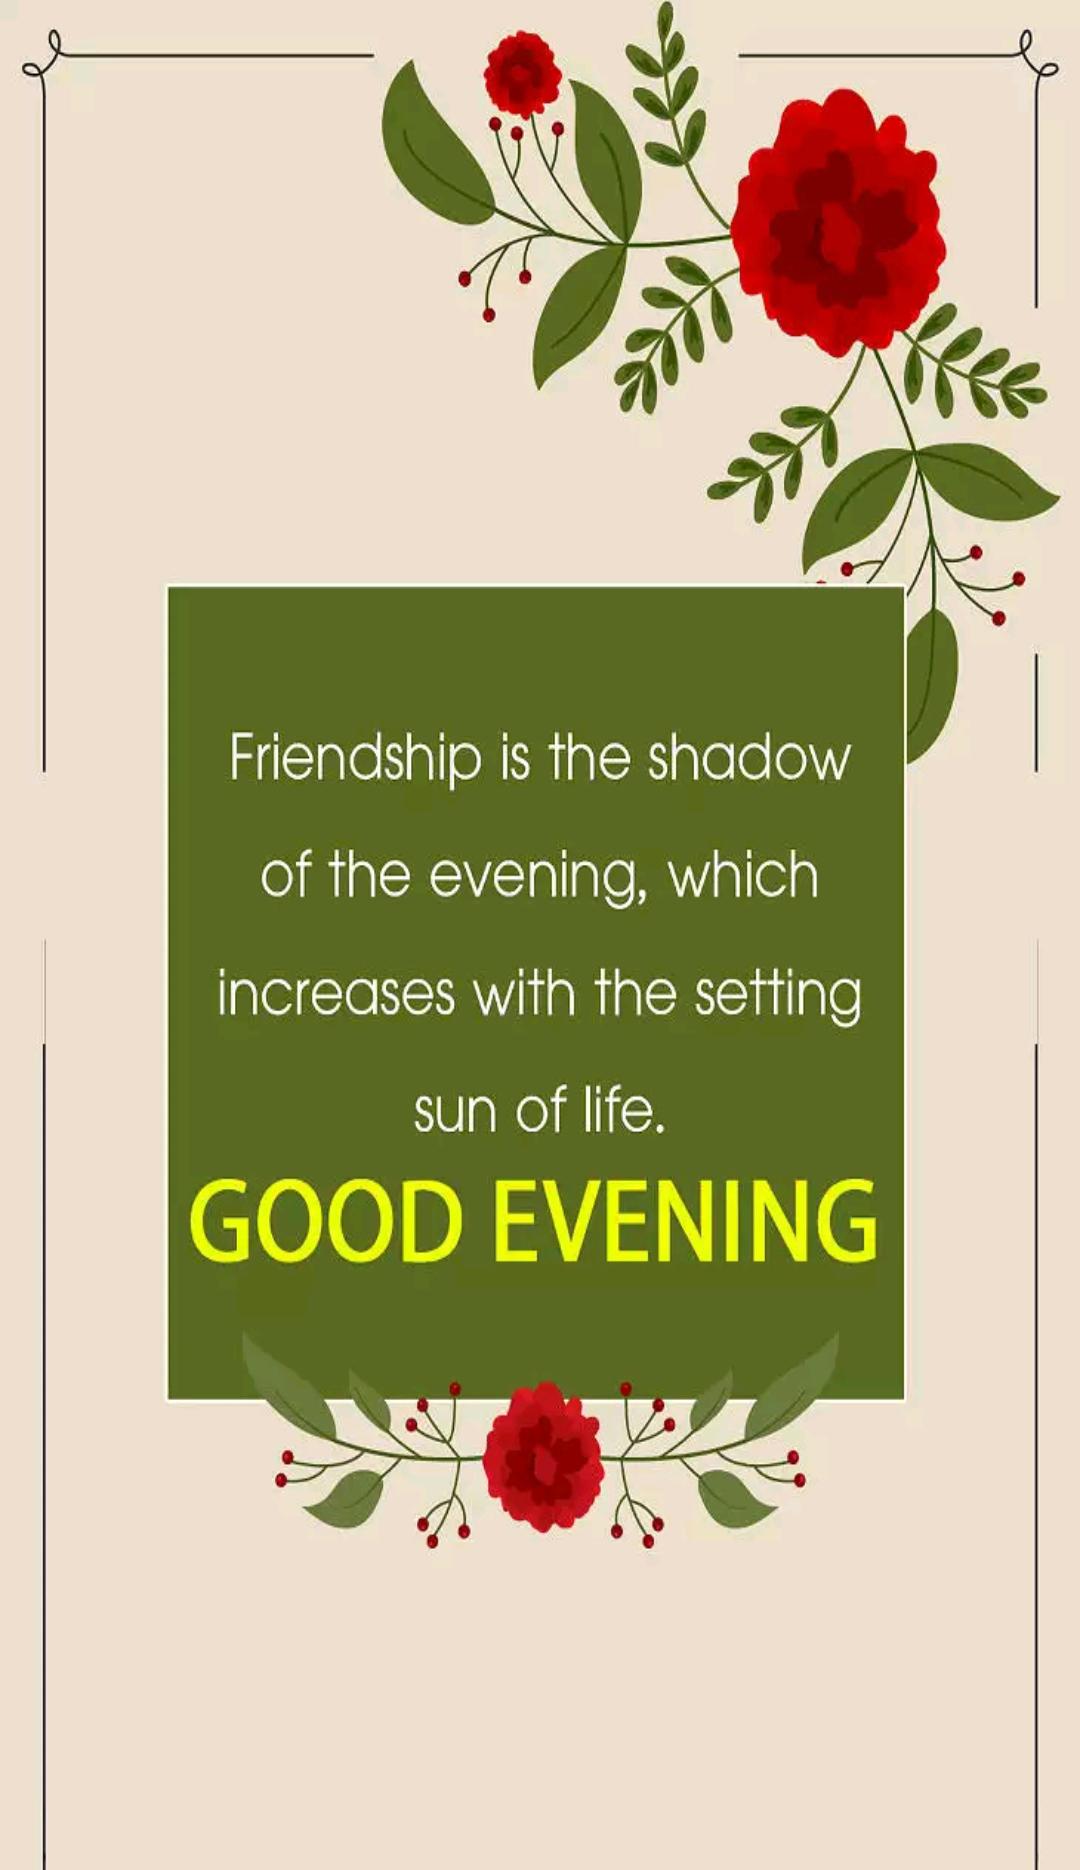 Friendship is the shadow
of the evening, which
increases with the setting
sun of life.
GOOD EVENING